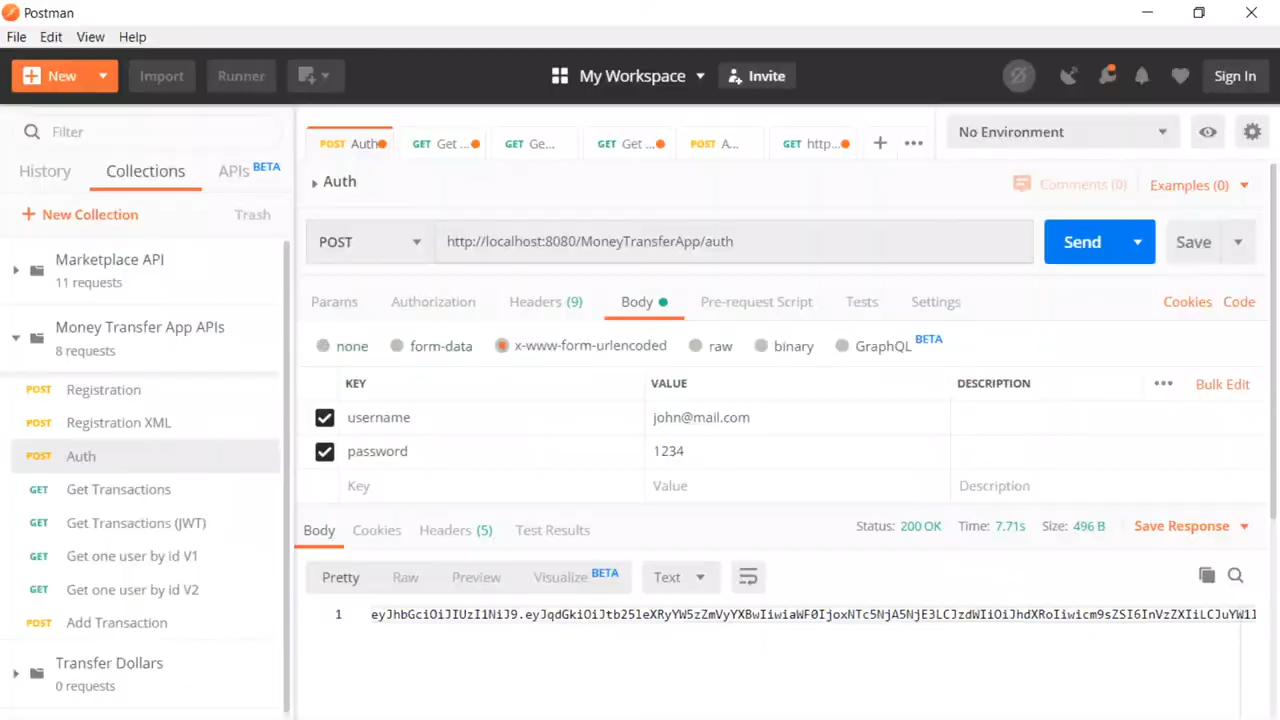 Postman
File Edit View Help
New Import Runner My Workspace Invite Sign In
Filter
History Collections APIs BETA
New Collection Trash
Marketplace API
11 requests
Money Transfer App APIs
8 requests
POST Registration
POST Registration XML
POST Auth
GET Get Transactions
GET Get Transactions (JWT)
GET Get one user by id V1
GET Get one user by id V2
POST Add Transaction
Transfer Dollars
0 requests
POST Auth GET Get ... GET Ge... GET Get ... POST A... GET http... + •••
No Environment
Auth
Comments (0) Examples (0)
POST http://localhost:8080/MoneyTransferApp/auth Send Save
Params Authorization Headers (9) Body Pre-request Script Tests Settings Cookies Code
none form-data x-www-form-urlencoded raw binary GraphQL BETA
KEY VALUE DESCRIPTION ••• Bulk Edit
username john@mail.com
password 1234
Key Value Description
Body Cookies Headers (5) Test Results Status: 200 OK Time: 7.71s Size: 496 B Save Response
Pretty Raw Preview Visualize BETA Text
1 eyJhbGciOiJIUzI1NiJ9.eyJqdGkiOiJtb25leXRyYW5zZmVyYXBwIiwiaWF0IjoxNTc5NjA5NjE3LCJzdWIiOiJhdXRoIiwicm9sZSI6InVzZXIiLCJuYW1l